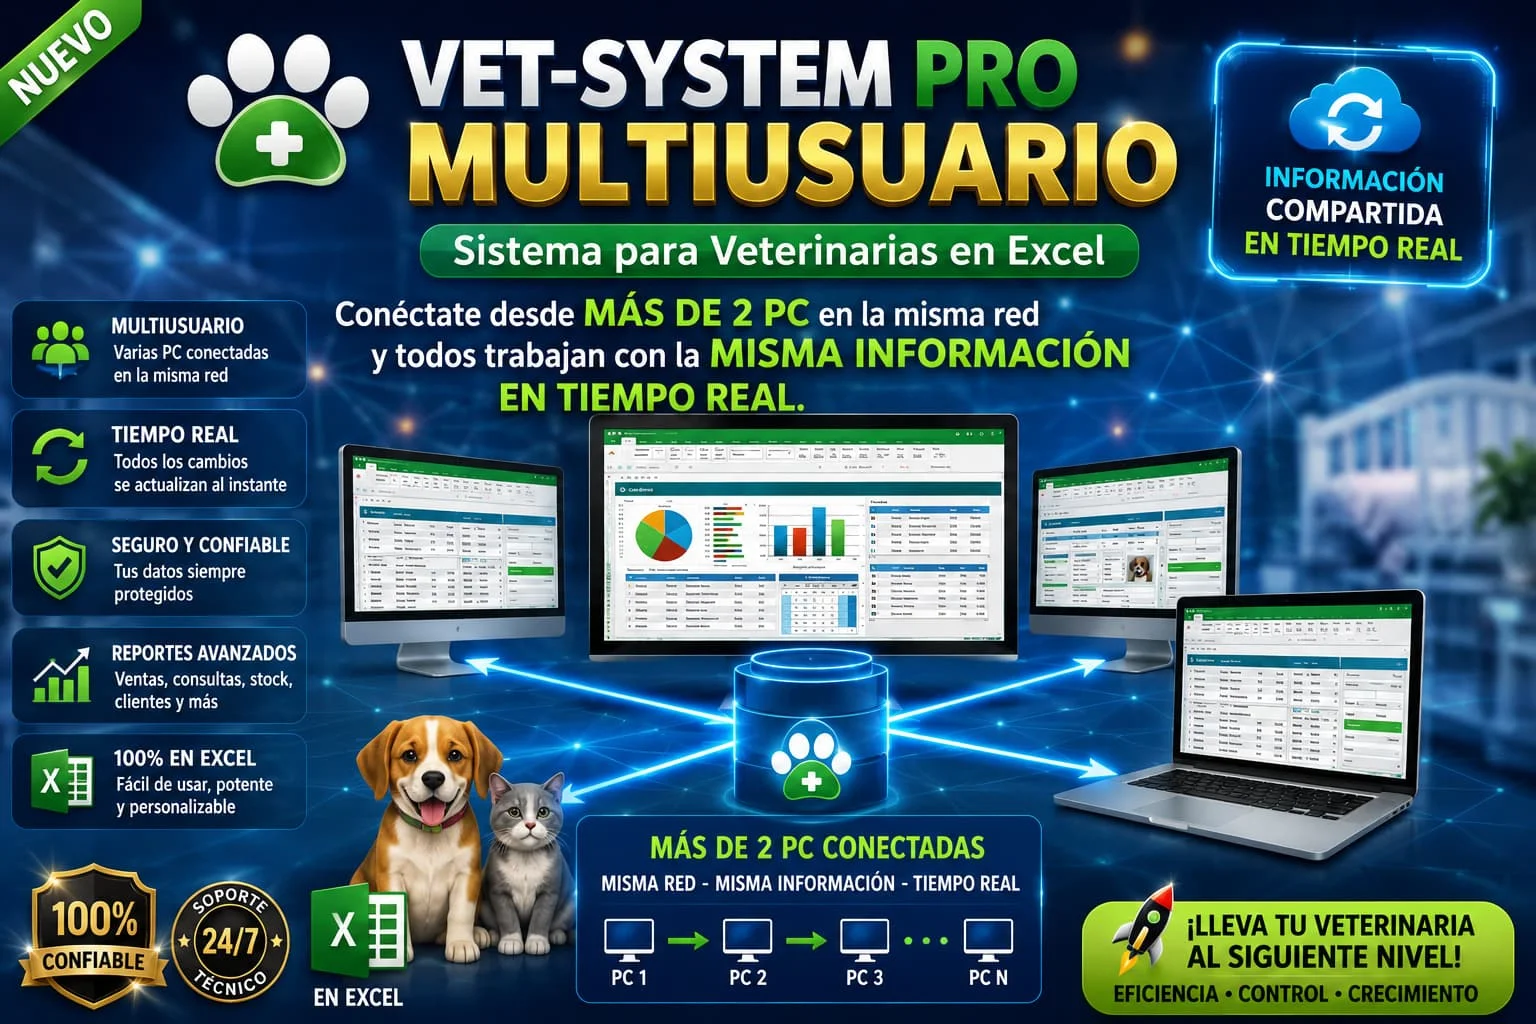 NUEVO
VET-SYSTEM PRO
MULTIUSUARIO
Sistema para Veterinarias en Excel
Conéctate desde MÁS DE 2 PC en la misma red
y todos trabajan con la MISMA INFORMACIÓN
EN TIEMPO REAL.
INFORMACIÓN
COMPARTIDA
EN TIEMPO REAL
MULTIUSUARIO
Varias PC conectadas
en la misma red
TIEMPO REAL
Todos los cambios
se actualizan al instante
SEGURO Y CONFIABLE
Tus datos siempre
protegidos
REPORTES AVANZADOS
Ventas, consultas, stock,
clientes y más
X
100% EN EXCEL
Fácil de usar, potente
y personalizable
100%
CONFIABLE
SOPORTE
24/7
TÉCNICO
X
EN EXCEL
MÁS DE 2 PC CONECTADAS
MISMA RED - MISMA INFORMACIÓN - TIEMPO REAL
PC 1
PC 2
PC 3
PC N
¡LLEVA TU VETERINARIA
AL SIGUIENTE NIVEL!
EFICIENCIA • CONTROL • CRECIMIENTO